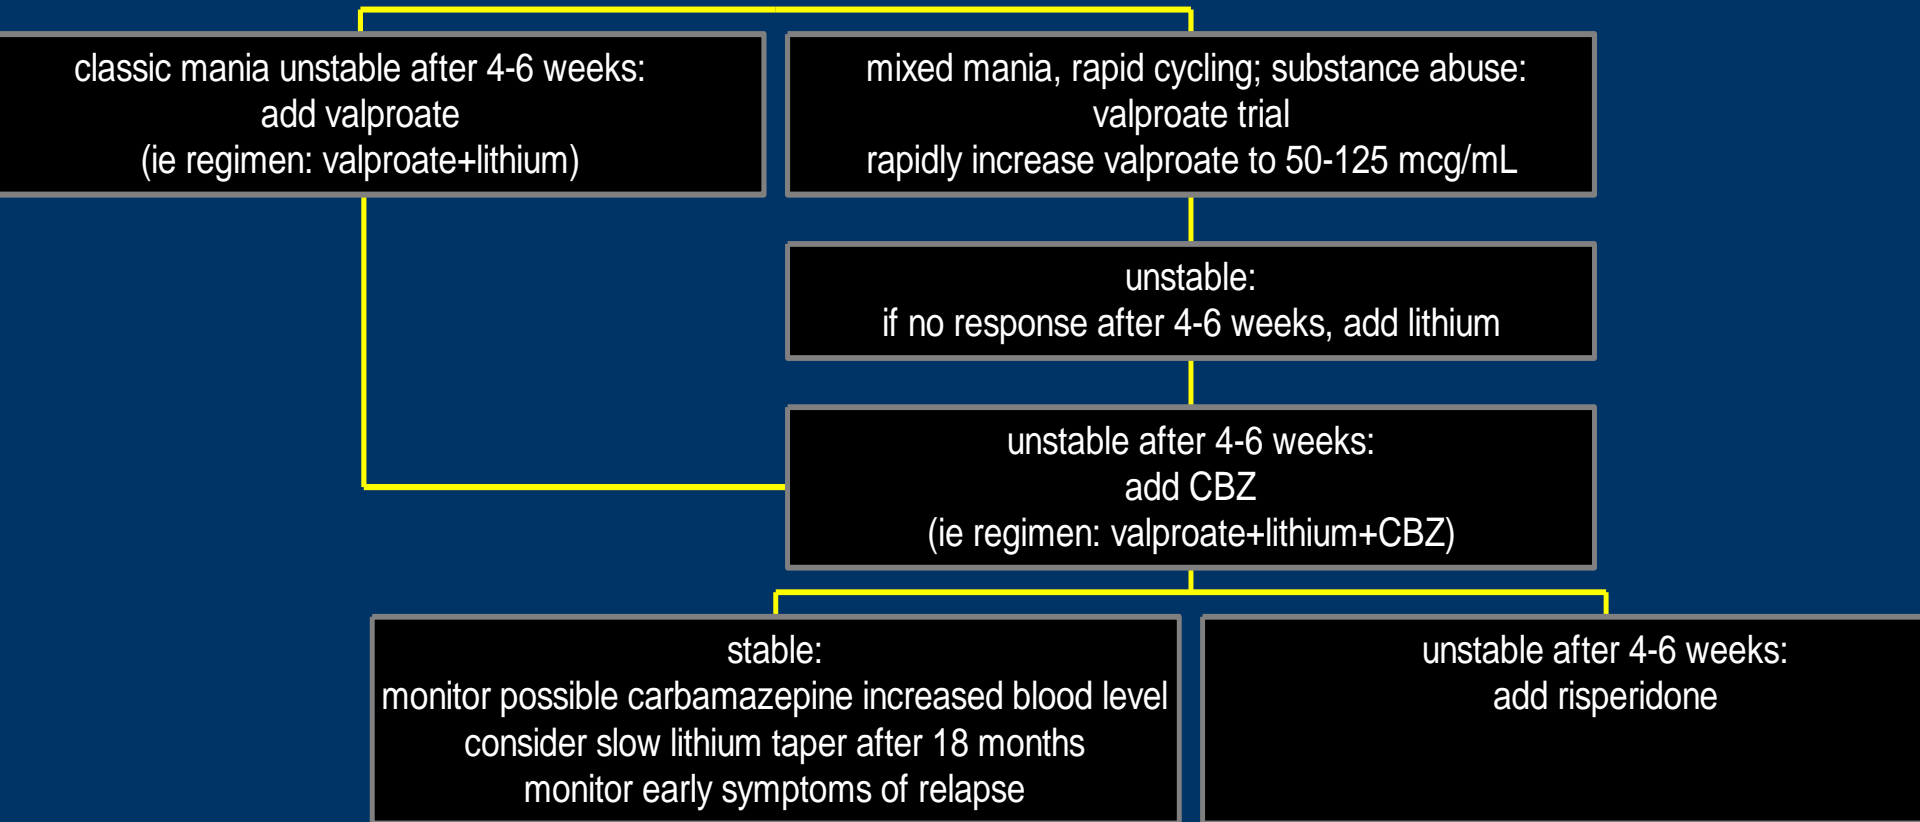 classic mania unstable after 4-6 weeks:
add valproate
(ie regimen: valproate+lithium)
mixed mania, rapid cycling; substance abuse:
valproate trial
rapidly increase valproate to 50-125 mcg/mL
unstable:
if no response after 4-6 weeks, add lithium
unstable after 4-6 weeks:
add CBZ
(ie regimen: valproate+lithium+CBZ)
stable:
monitor possible carbamazepine increased blood level
consider slow lithium taper after 18 months
monitor early symptoms of relapse
unstable after 4-6 weeks:
add risperidone